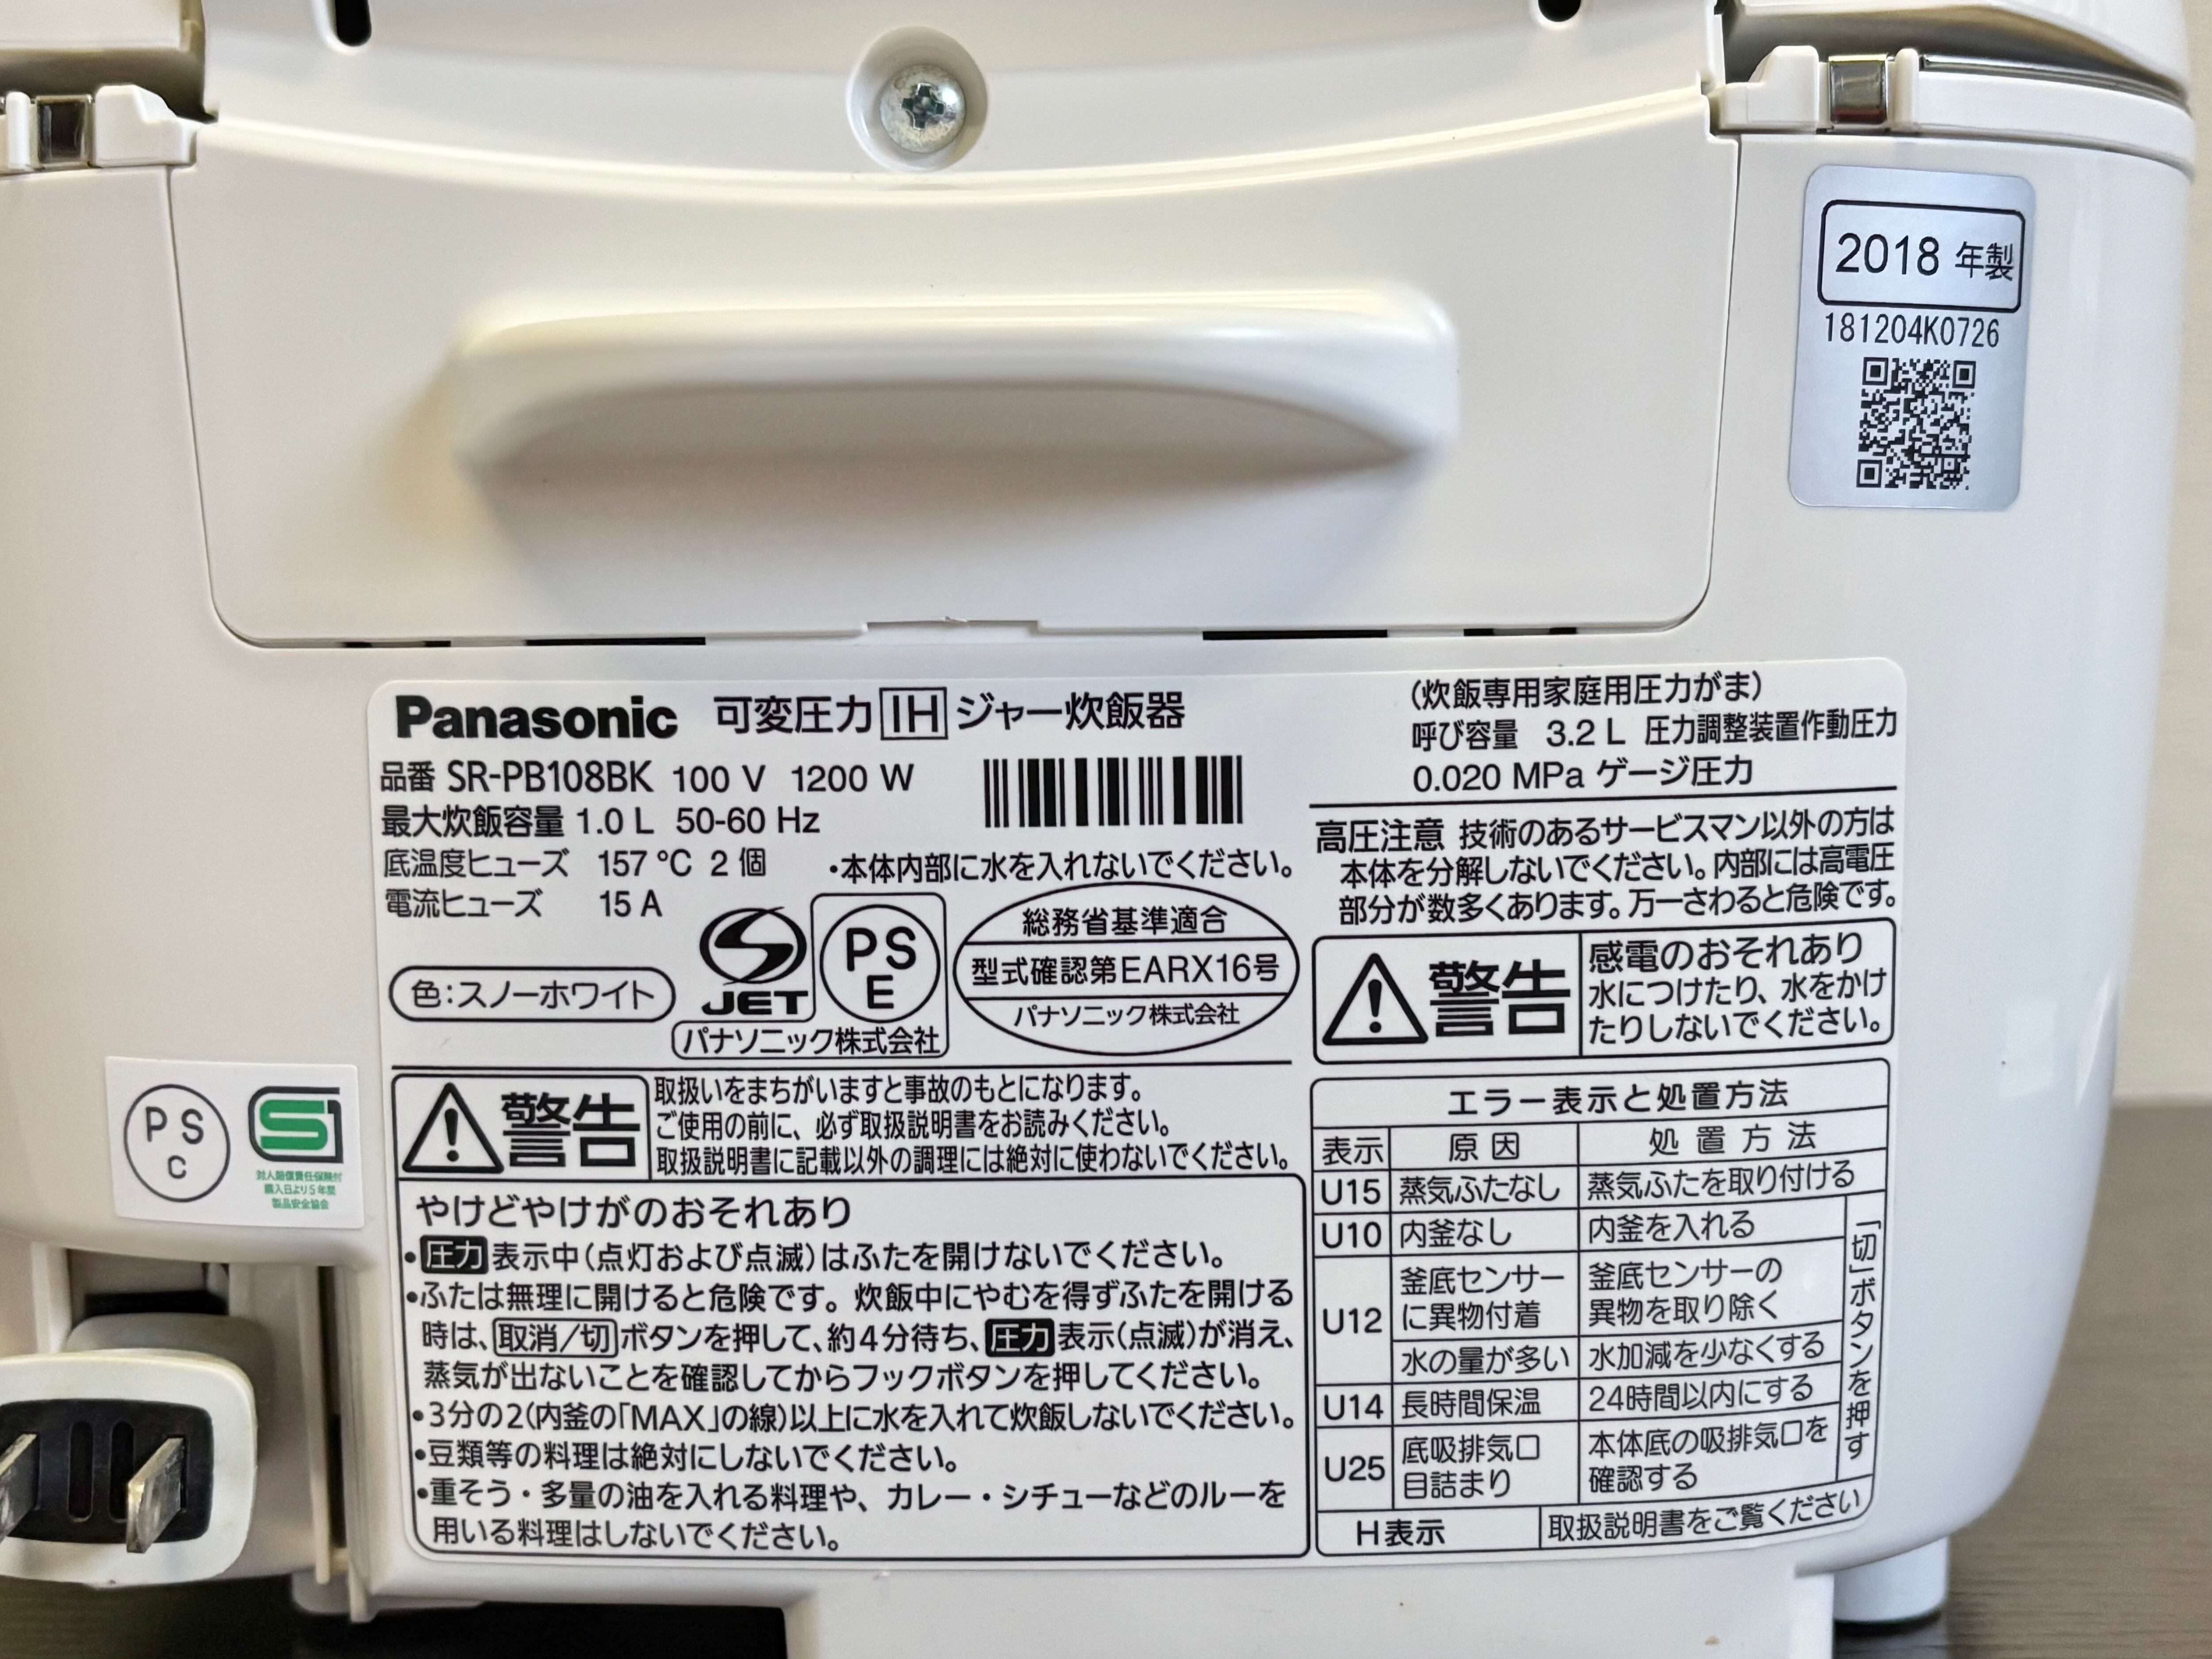 2018 年製
181204K0726
Panasonic 可変圧力IHジャー炊飯器
品番 SR-PB108BK 100 V 1200 W
最大炊飯容量 1.0 L 50-60 Hz
底温度ヒューズ 157 ℃ 2 個
電流ヒューズ 15 A
・本体内部に水を入れないでください。
色：スノーホワイト
JET
PS
E
パナソニック株式会社
総務省基準適合
型式確認第EARX16号
パナソニック株式会社
(炊飯専用家庭用圧力がま)
呼び容量 3.2 L 圧力調整装置作動圧力
0.020 MPa ゲージ圧力
高圧注意 技術のあるサービスマン以外の方は
本体を分解しないでください。内部には高電圧
部分が数多くあります。万一さわると危険です。
警告
感電のおそれあり
水につけたり、水をかけ
たりしないでください。
PS
C
対人賠償責任保険付
購入日より5年間
製品安全協会
警告
取扱いをまちがいますと事故のもとになります。
ご使用の前に、必ず取扱説明書をお読みください。
取扱説明書に記載以外の調理には絶対に使わないでください。
やけどやけがのおそれあり
・圧力表示中(点灯および点滅)はふたを開けないでください。
・ふたは無理に開けると危険です。炊飯中にやむを得ずふたを開ける
時は、取消/切ボタンを押して、約4分待ち、圧力表示(点滅)が消え、
蒸気が出ないことを確認してからフックボタンを押してください。
・3分の2(内釜の「MAX」の線)以上に水を入れて炊飯しないでください。
・豆類等の料理は絶対にしないでください。
・重そう・多量の油を入れる料理や、カレー・シチューなどのルーを
用いる料理はしないでください。
エラー表示と処置方法
表示 原因 処置方法
U15 蒸気ふたなし 蒸気ふたを取り付ける
U10 内釜なし 内釜を入れる
U12 釜底センサー 釜底センサーの
に異物付着 異物を取り除く
水の量が多い 水加減を少なくする
U14 長時間保温 24時間以内にする
U25 底吸排気口 本体底の吸排気口を
目詰まり 確認する
「切」ボタンを押す
H表示 取扱説明書をご覧ください